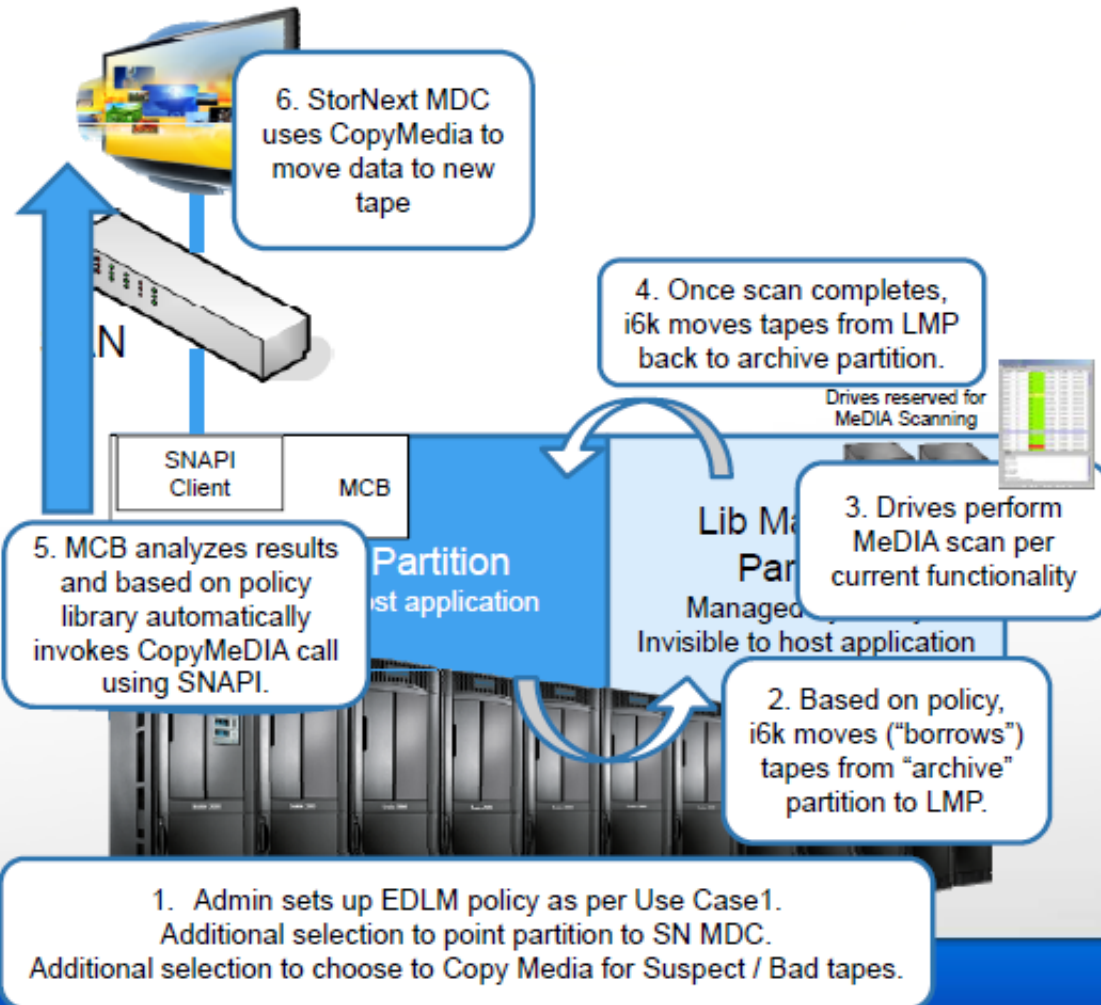 6. StorNext MDC
uses CopyMedia to
move data to new
tape
4. Once scan completes,
i6k moves tapes from LMP
back to archive partition.
Drives reserved for
MeDIA Scanning
SNAPI
Client
MCB
3. Drives perform
MeDIA scan per
current functionality
Lib
5. MCB analyzes results
and based on policy
library automatically
invokes CopyMeDIA call
using SNAPI.
Partition
host application
Managed
Invisible to host application
2. Based on policy,
i6k moves (“borrows”)
tapes from “archive”
partition to LMP.
1. Admin sets up EDLM policy as per Use Case1.
Additional selection to point partition to SN MDC.
Additional selection to choose to Copy Media for Suspect / Bad tapes.